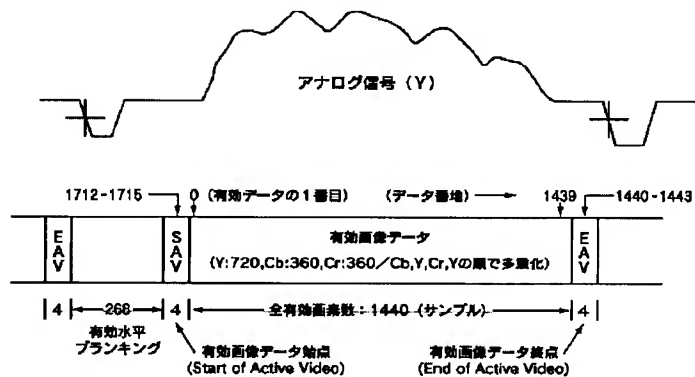 アナログ信号（Y）
1712-1715 0（有効データの1番目） （データ番地） 1439 1440-1443
EAV SAV 有効画像データ EAV
（Y:720,Cb:360,Cr:360／Cb,Y,Cr,Yの順で多重化）
4 268 4 全有効画素数：1440（サンプル） 4
有効水平
ブランキング
有効画像データ始点
(Start of Active Video)
有効画像データ終点
(End of Active Video)